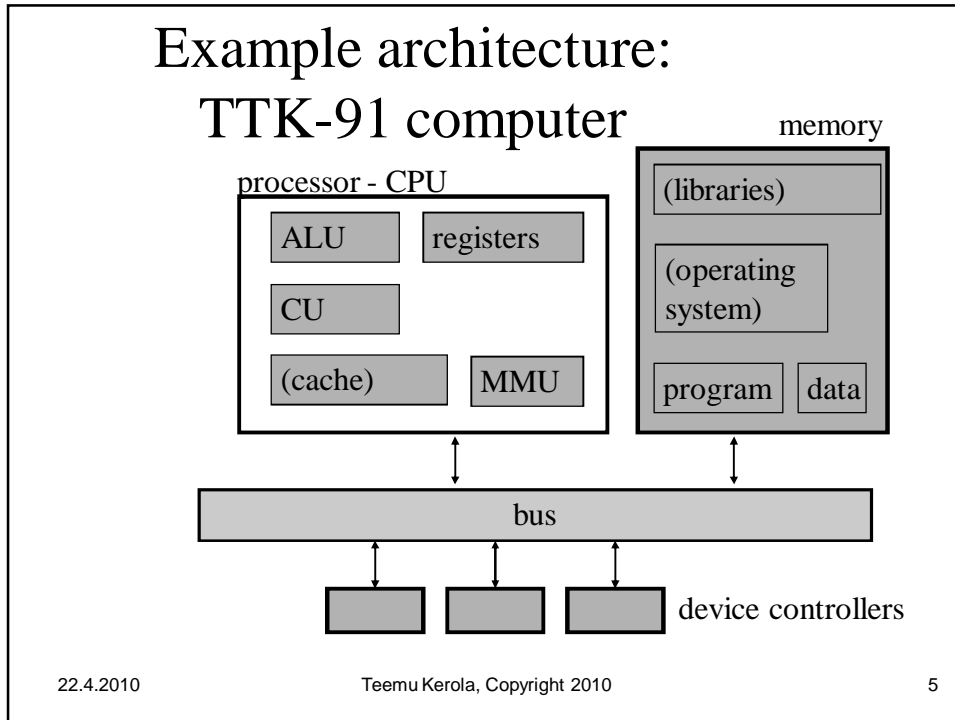 Example architecture:
TTK-91 computer
memory
processor - CPU
(libraries)
ALU
registers
(operating
system)
CU
(cache)
MMU
program
data
bus
device controllers
22.4.2010
Teemu Kerola, Copyright 2010
5